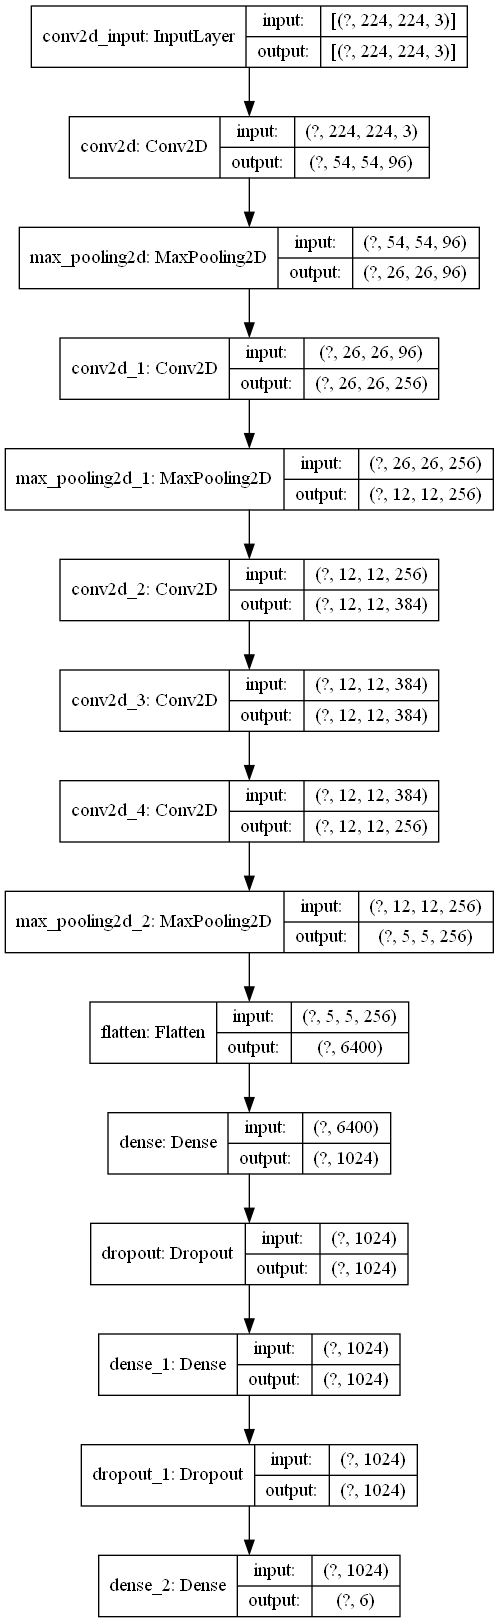 conv2d_input: InputLayer
input: [(?, 224, 224, 3)]
output: [(?, 224, 224, 3)]
conv2d: Conv2D
input: (?, 224, 224, 3)
output: (?, 54, 54, 96)
max_pooling2d: MaxPooling2D
input: (?, 54, 54, 96)
output: (?, 26, 26, 96)
conv2d_1: Conv2D
input: (?, 26, 26, 96)
output: (?, 26, 26, 256)
max_pooling2d_1: MaxPooling2D
input: (?, 26, 26, 256)
output: (?, 12, 12, 256)
conv2d_2: Conv2D
input: (?, 12, 12, 256)
output: (?, 12, 12, 384)
conv2d_3: Conv2D
input: (?, 12, 12, 384)
output: (?, 12, 12, 384)
conv2d_4: Conv2D
input: (?, 12, 12, 384)
output: (?, 12, 12, 256)
max_pooling2d_2: MaxPooling2D
input: (?, 12, 12, 256)
output: (?, 5, 5, 256)
flatten: Flatten
input: (?, 5, 5, 256)
output: (?, 6400)
dense: Dense
input: (?, 6400)
output: (?, 1024)
dropout: Dropout
input: (?, 1024)
output: (?, 1024)
dense_1: Dense
input: (?, 1024)
output: (?, 1024)
dropout_1: Dropout
input: (?, 1024)
output: (?, 1024)
dense_2: Dense
input: (?, 1024)
output: (?, 6)